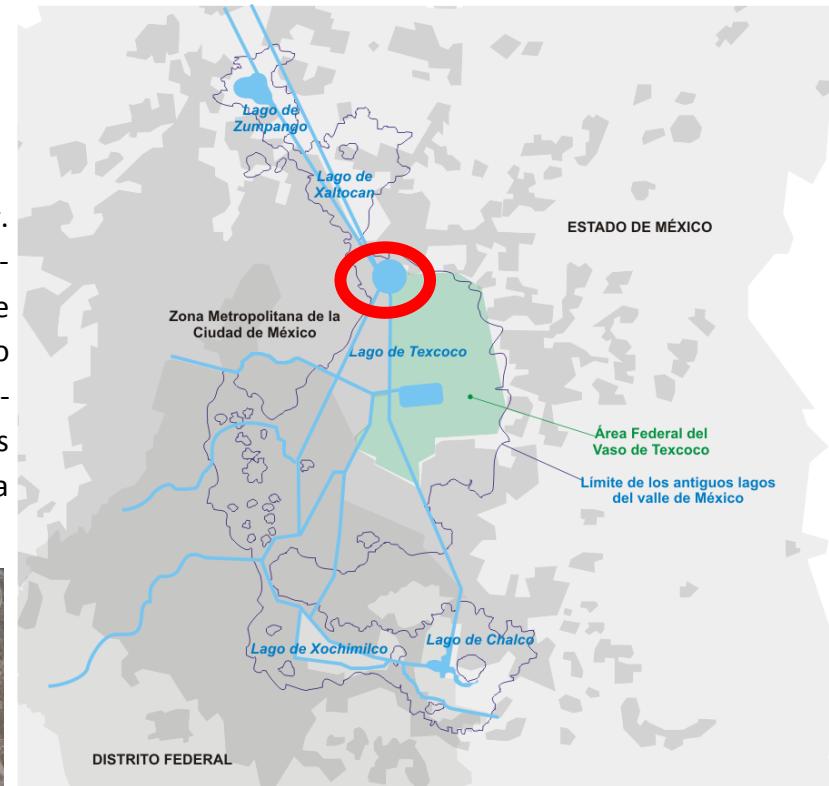 Lago de
Zumpango
Lago de
Xaltocan
ESTADO DE MÉXICO
Zona Metropolitana de la
Ciudad de México
Lago de Texcoco
Área Federal del
Vaso de Texcoco
Límite de los antiguos lagos
del valle de México
Lago de Xochimilco
Lago de Chalco
DISTRITO FEDERAL